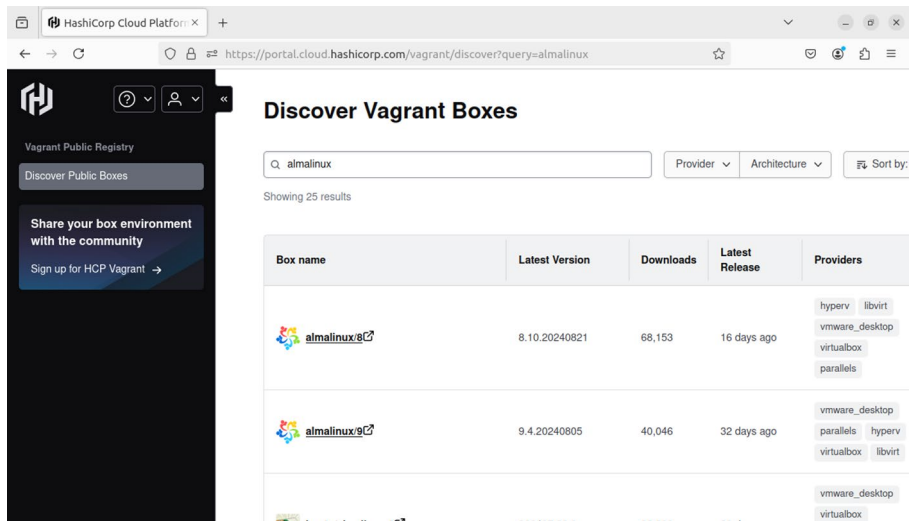 HashiCorp Cloud Platform
https://portal.cloud.hashicorp.com/vagrant/discover?query=almalinux
Vagrant Public Registry
Discover Public Boxes
Share your box environment
with the community
Sign up for HCP Vagrant →
Discover Vagrant Boxes
almalinux
Provider
Architecture
Sort by:
Showing 25 results
Box name
Latest Version
Downloads
Latest
Release
Providers
almalinux/8
8.10.20240821
68,153
16 days ago
hyperv libvirt
vmware_desktop
virtualbox
parallels
almalinux/9
9.4.20240805
40,046
32 days ago
vmware_desktop
parallels hyperv
virtualbox libvirt
vmware_desktop
virtualbox